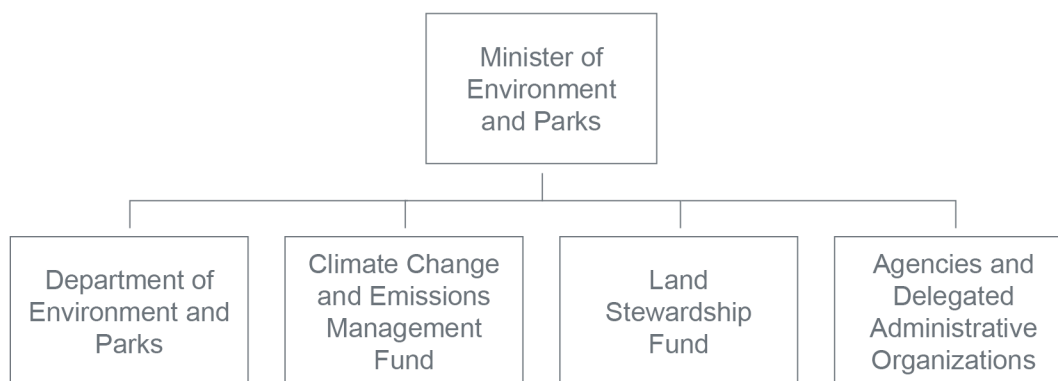 Minister of
Environment
and Parks
Department of
Environment and
Parks
Climate Change
and Emissions
Management
Fund
Land
Stewardship
Fund
Agencies and
Delegated
Administrative
Organizations